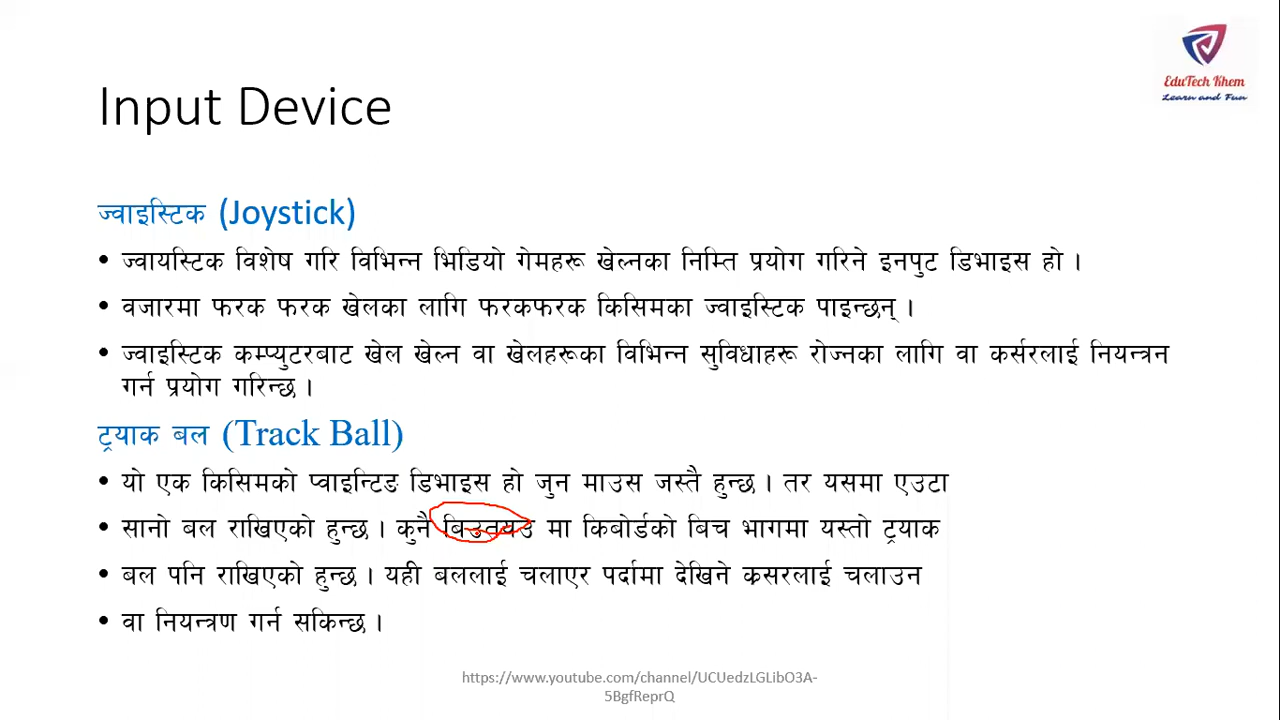 EduTech Khem
Learn and Fun
Input Device
ज्वाइस्टिक (Joystick)
• ज्वायस्टिक विशेष गरि विभिन्न भिडियो गेमहरू खेल्नका निम्ति प्रयोग गरिने इनपुट डिभाइस हो ।
• वजारमा फरक फरक खेलका लागि फरकफरक किसिमका ज्वाइस्टिक पाइन्छन् ।
• ज्वाइस्टिक कम्प्युटरबाट खेल खेल्न वा खेलहरूका विभिन्न सुविधाहरू रोज्नका लागि वा कर्सरलाई नियन्त्रन
गर्न प्रयोग गरिन्छ ।
ट्रयाक बल (Track Ball)
• यो एक किसिमको प्वाइन्टिङ डिभाइस हो जुन माउस जस्तै हुन्छ । तर यसमा एउटा
• सानो बल राखिएको हुन्छ । कुनै बिउतयउ मा किबोर्डको बिच भागमा यस्तो ट्रयाक
• बल पनि राखिएको हुन्छ । यही बललाई चलाएर पर्दामा देखिने कसरलाई चलाउन
• वा नियन्त्रण गर्न सकिन्छ ।
https://www.youtube.com/channel/UCUedzLGLibO3A-
5BgfReprQ